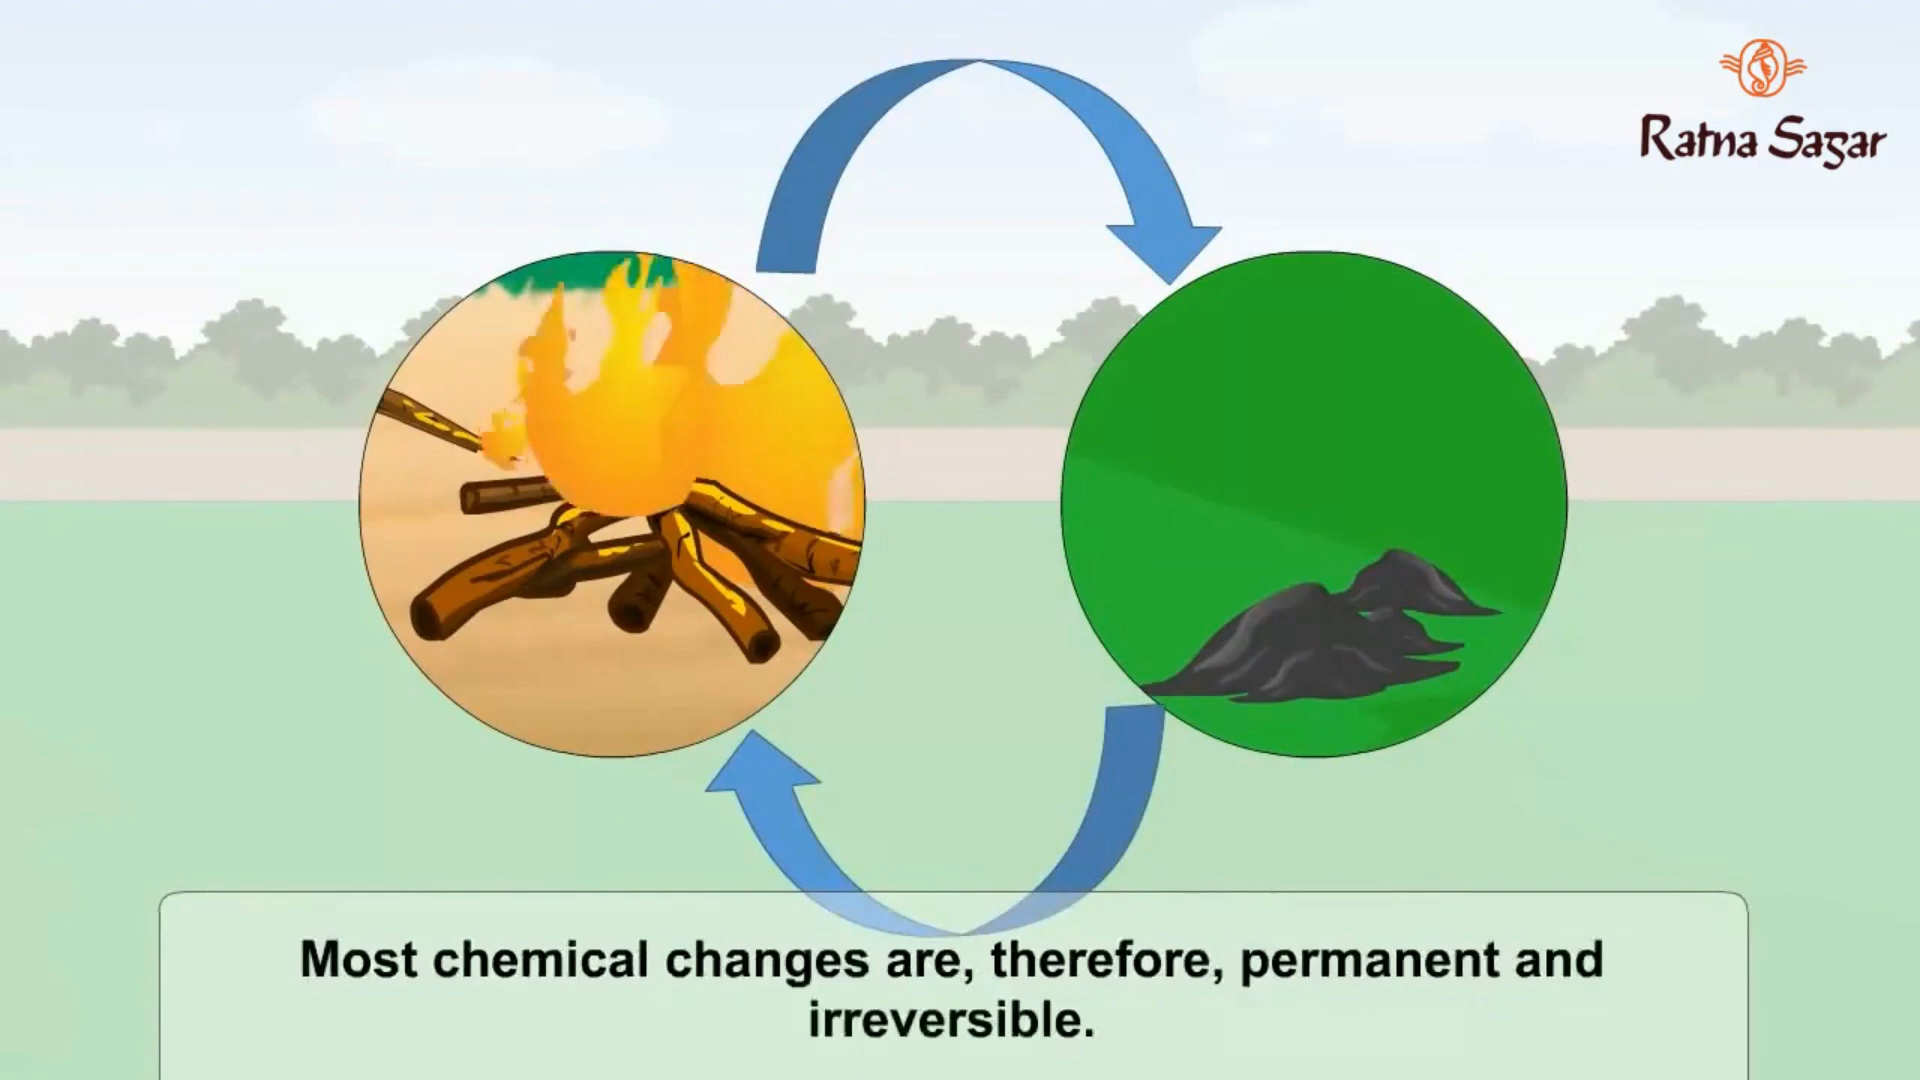 Ratna Sagar
Most chemical changes are, therefore, permanent and
irreversible.